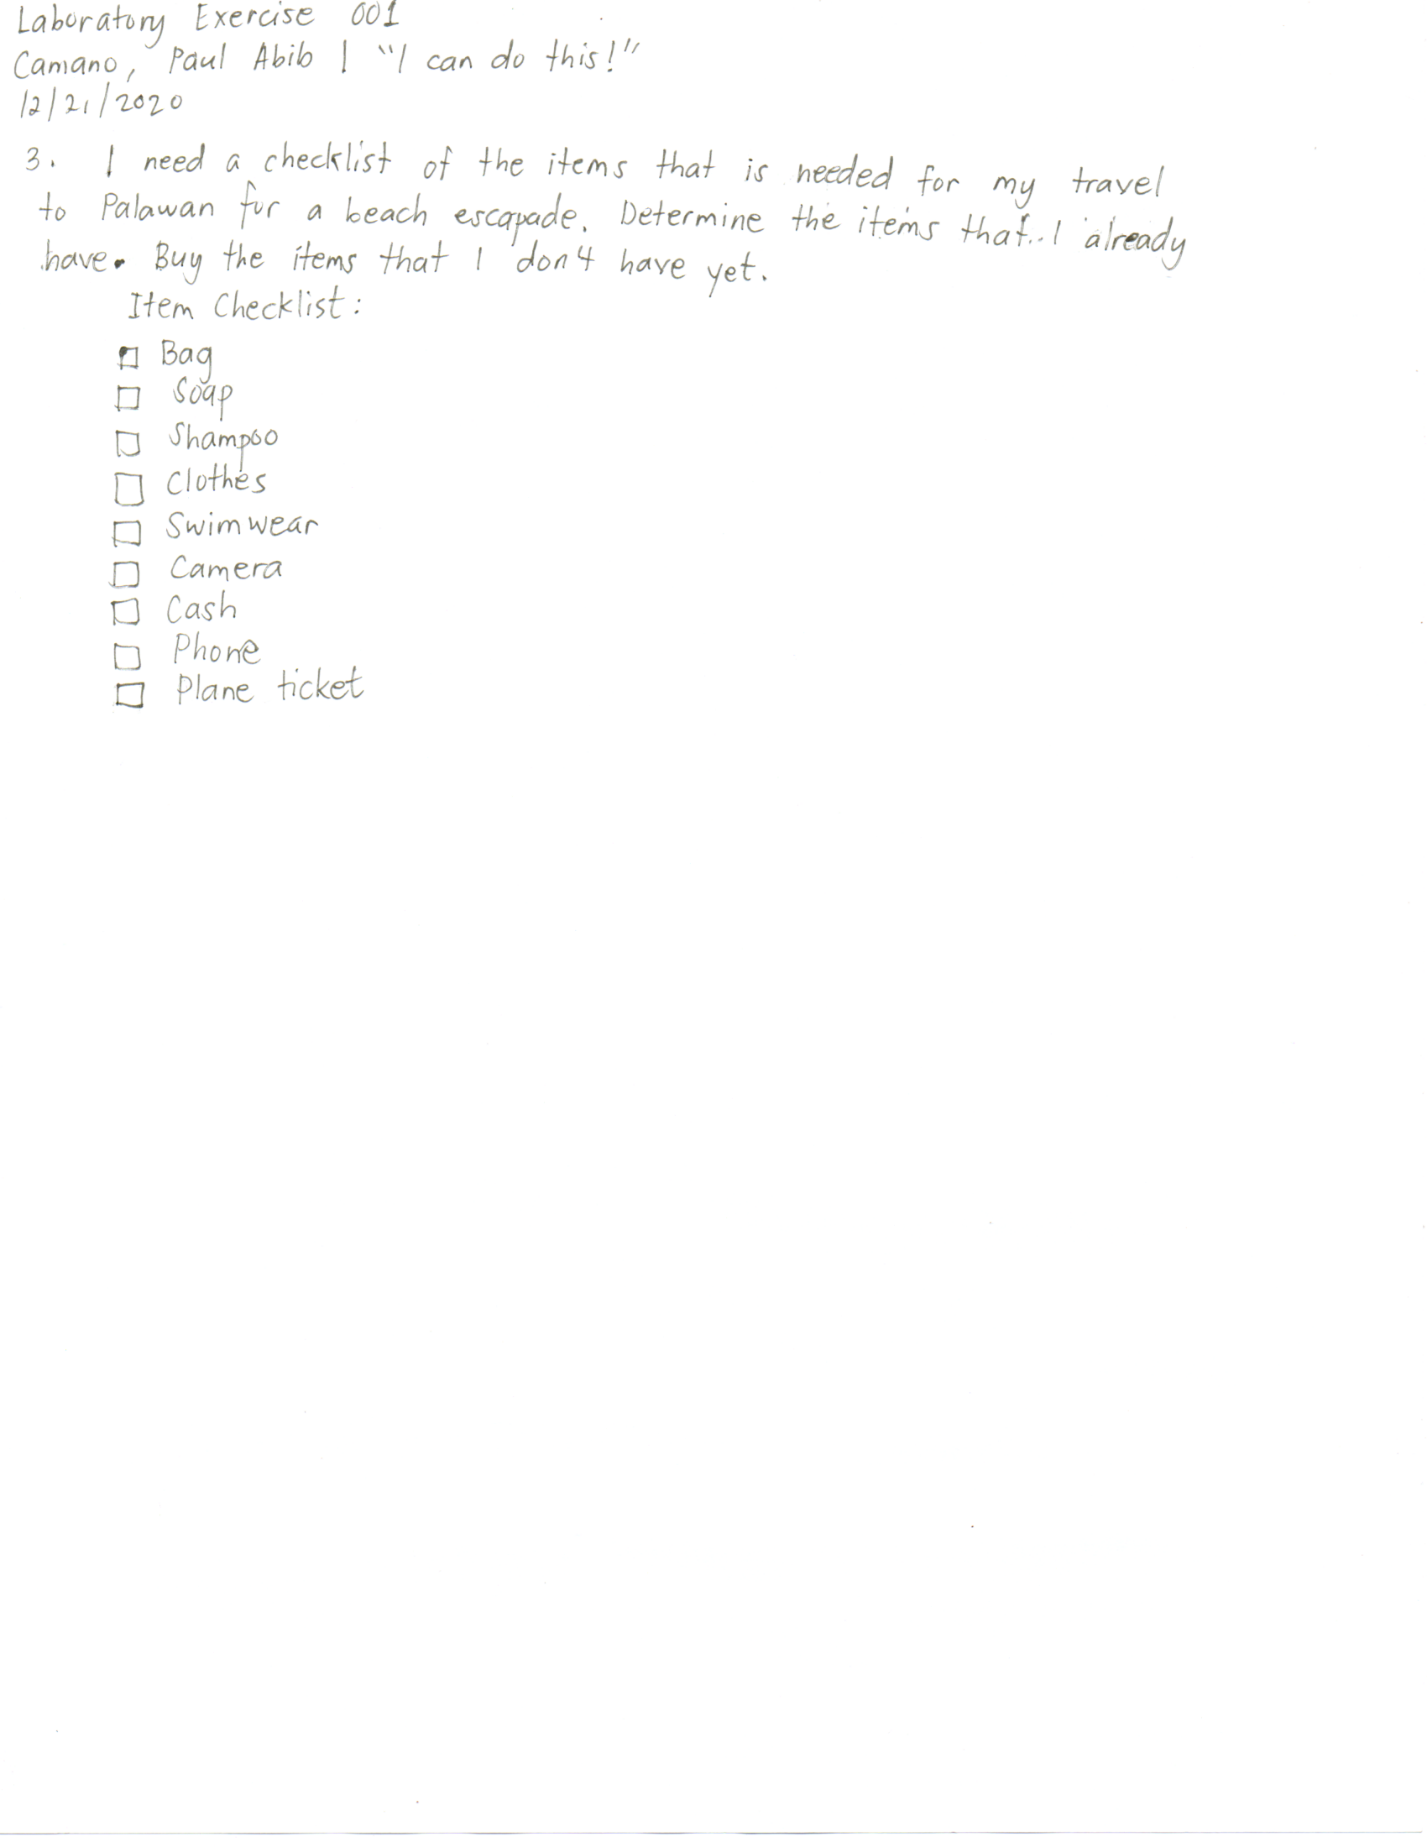 Laboratory Exercise 001
Camano, Paul Abib | "I can do this!"
12/21/2020
3. I need a checklist of the items that is needed for my travel
to Palawan for a beach escapade. Determine the items that I already
have. Buy the items that I don't have yet.
Item Checklist:
☐ Bag
☐ Soap
☐ Shampoo
☐ Clothes
☐ Swimwear
☐ Camera
☐ Cash
☐ Phone
☐ Plane ticket